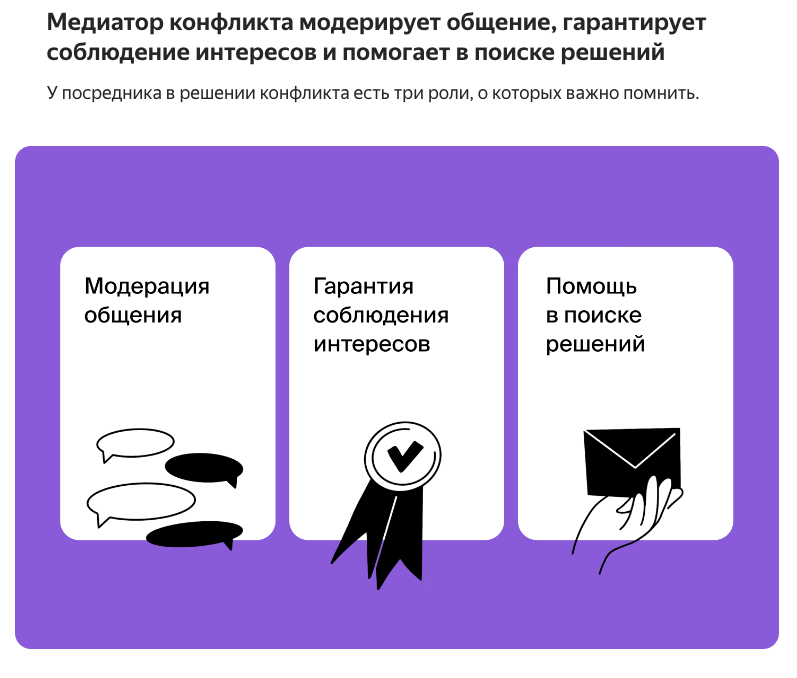 Медиатор конфликта модерирует общение, гарантирует
соблюдение интересов и помогает в поиске решений
У посредника в решении конфликта есть три роли, о которых важно помнить.
Модерация
общения
Гарантия
соблюдения
интересов
Помощь
в поиске
решений